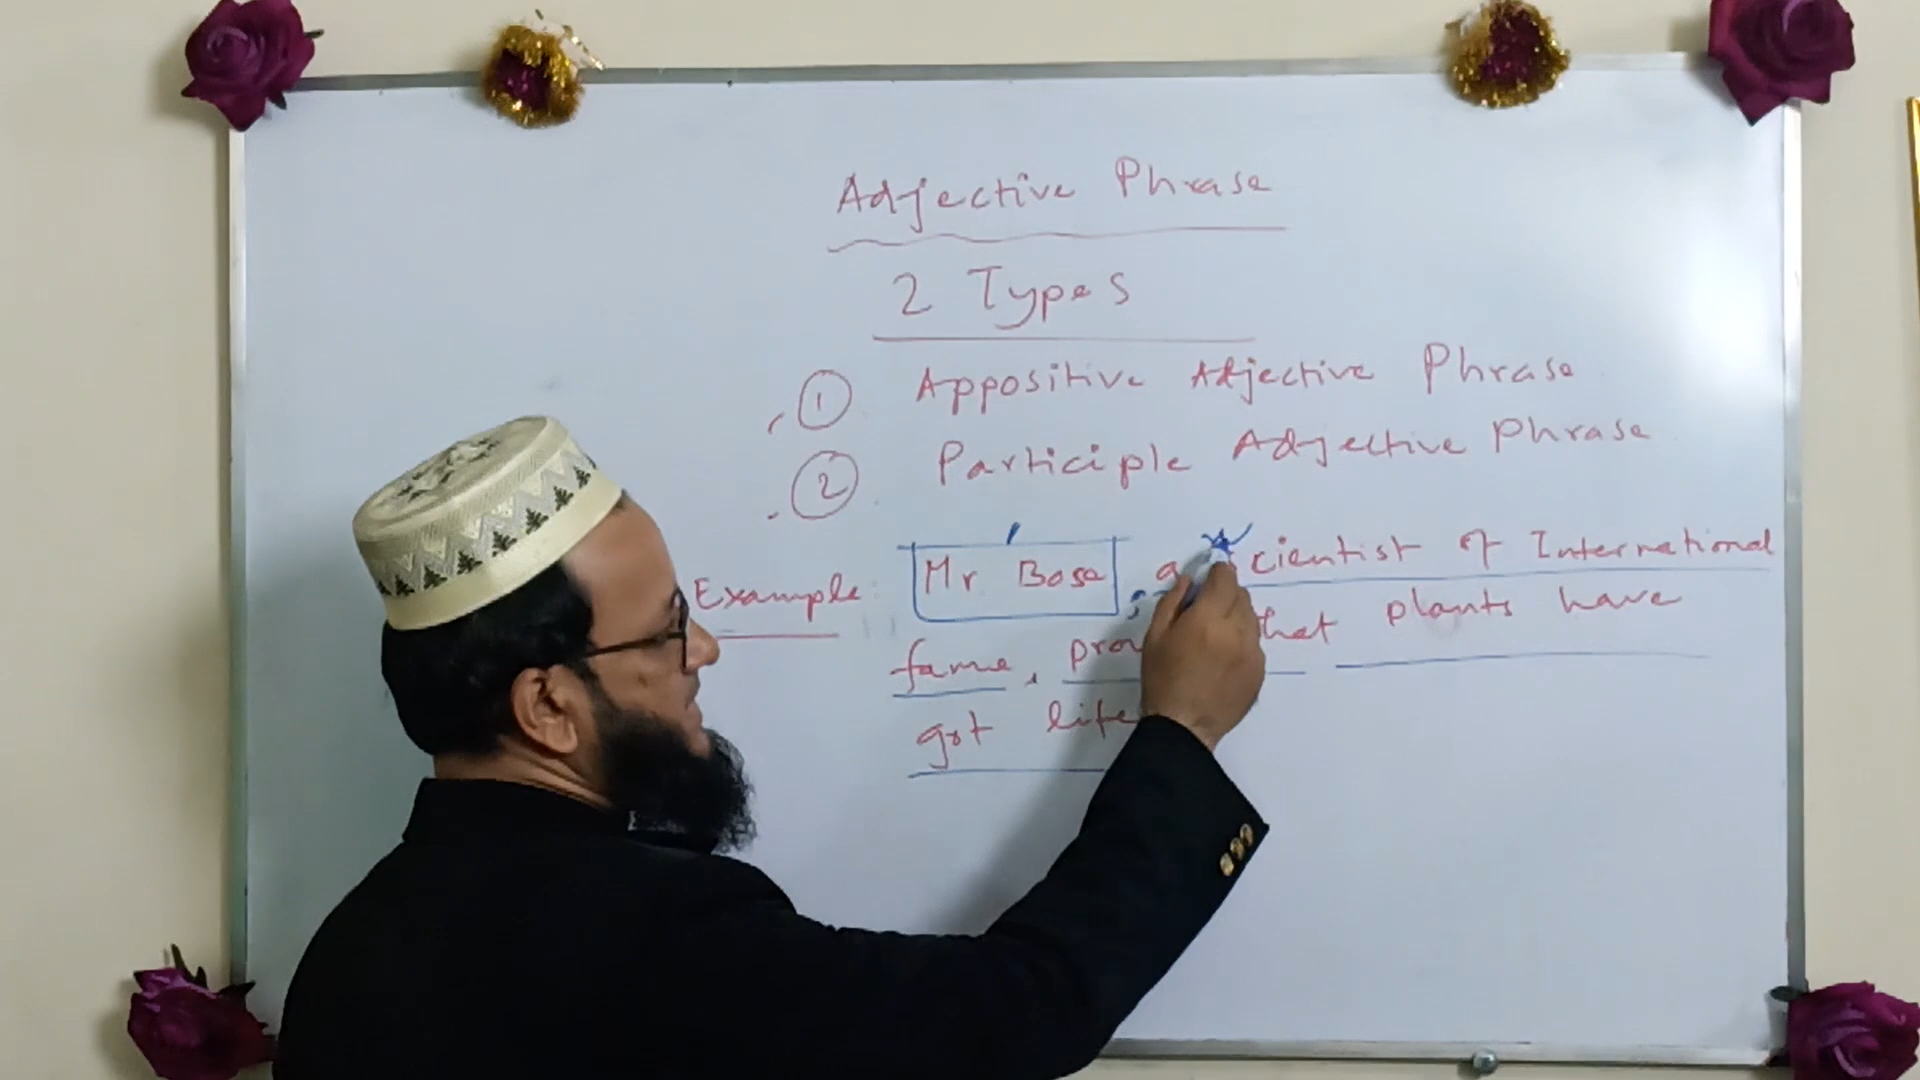 Adjective Phrase
2 Types
1 Appositive Adjective Phrase
2 Participle Adjective Phrase
Example: Mr Bose, a scientist of International
fame, that plants have
got life